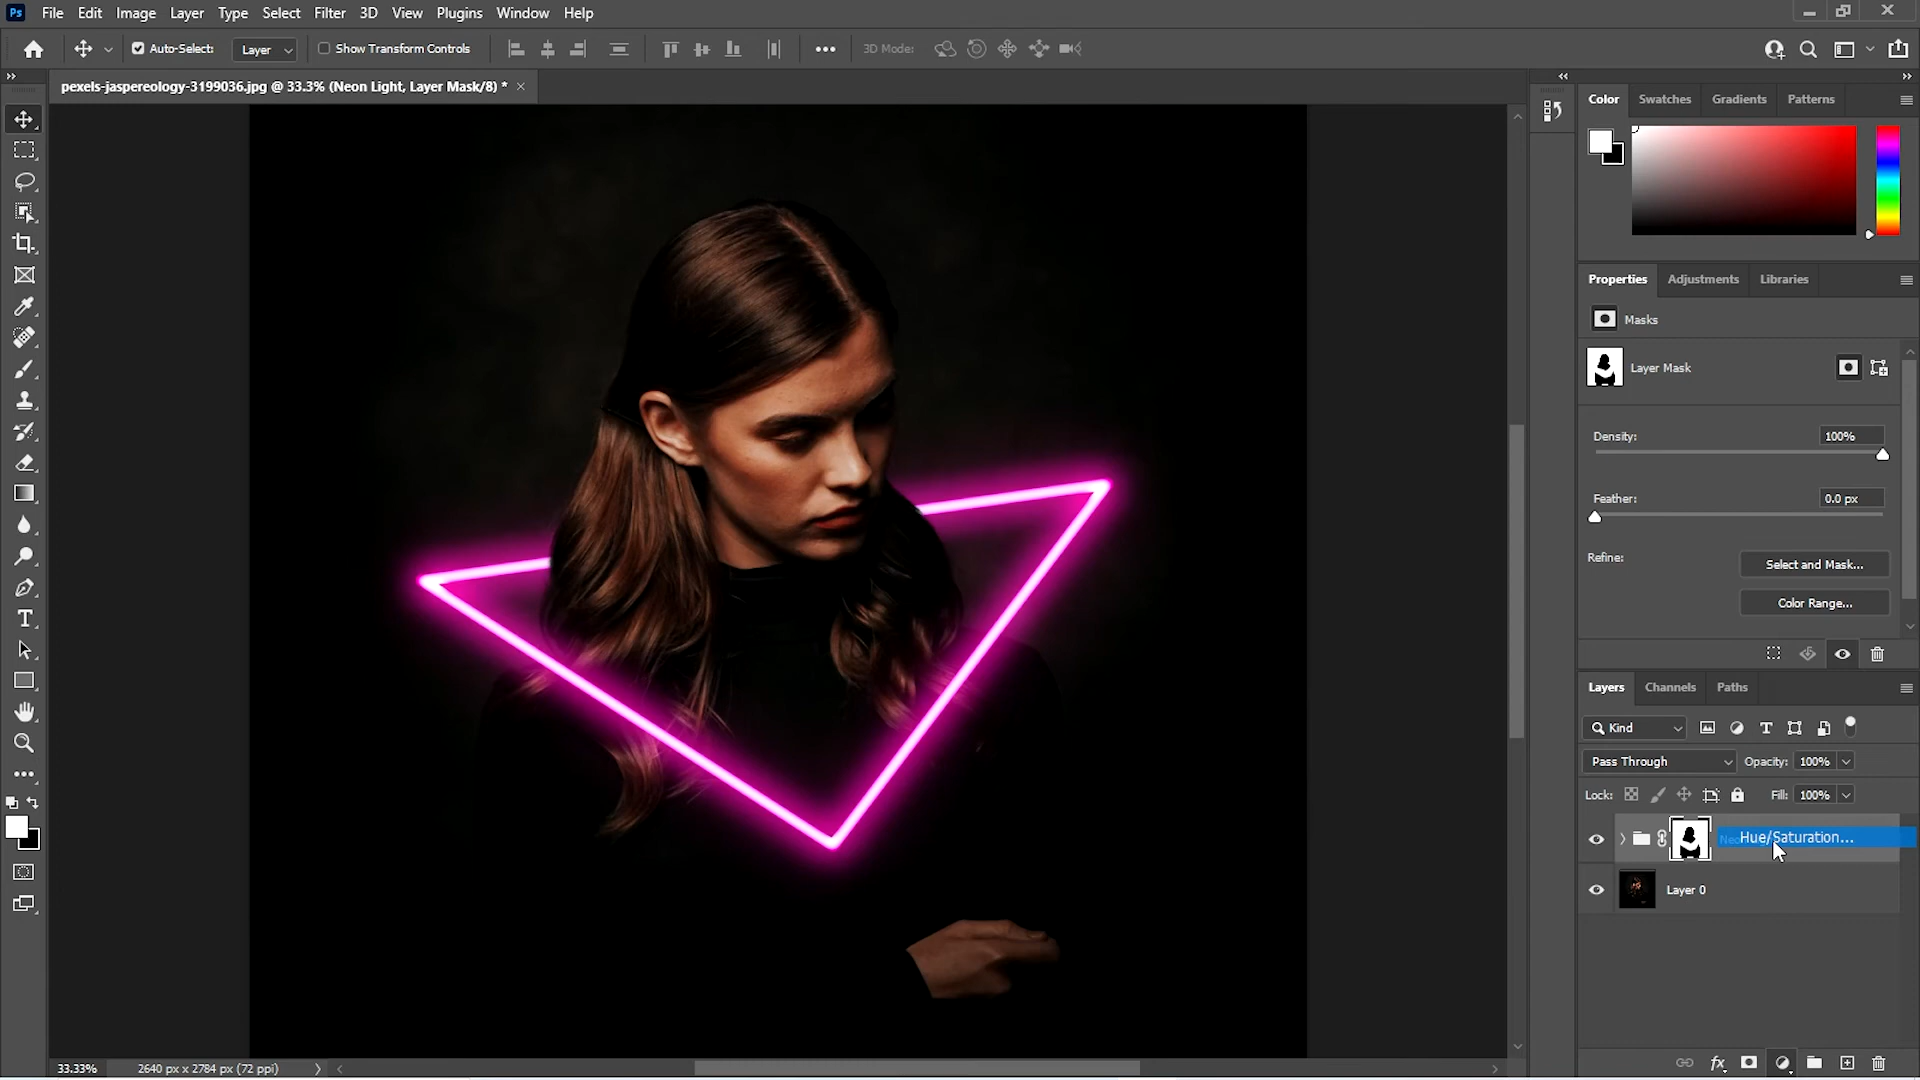 Ps File Edit Image Layer Type Select Filter 3D View Plugins Window Help
Auto-Select: Layer Show Transform Controls 3D Mode:
pexels-jaspereology-3199036.jpg @ 33.3% (Neon Light, Layer Mask/8) *
Color Swatches Gradients Patterns
Properties Adjustments Libraries
Masks
Layer Mask
Density: 100%
Feather: 0.0 px
Refine: Select and Mask...
Color Range...
Layers Channels Paths
Kind
Pass Through Opacity: 100%
Lock: Fill: 100%
Hue/Saturation...
Layer 0
33.33% 2640 px x 2784 px (72 ppi)